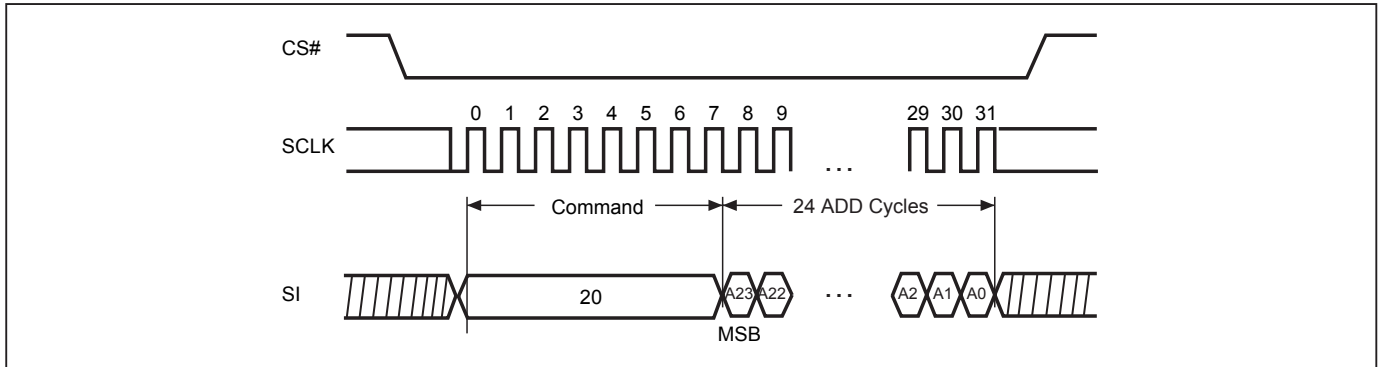 CS#
0 1 2 3 4 5 6 7 8 9 29 30 31
SCLK
...
Command 24 ADD Cycles
SI 20 A23 A22 ... A2 A1 A0
MSB